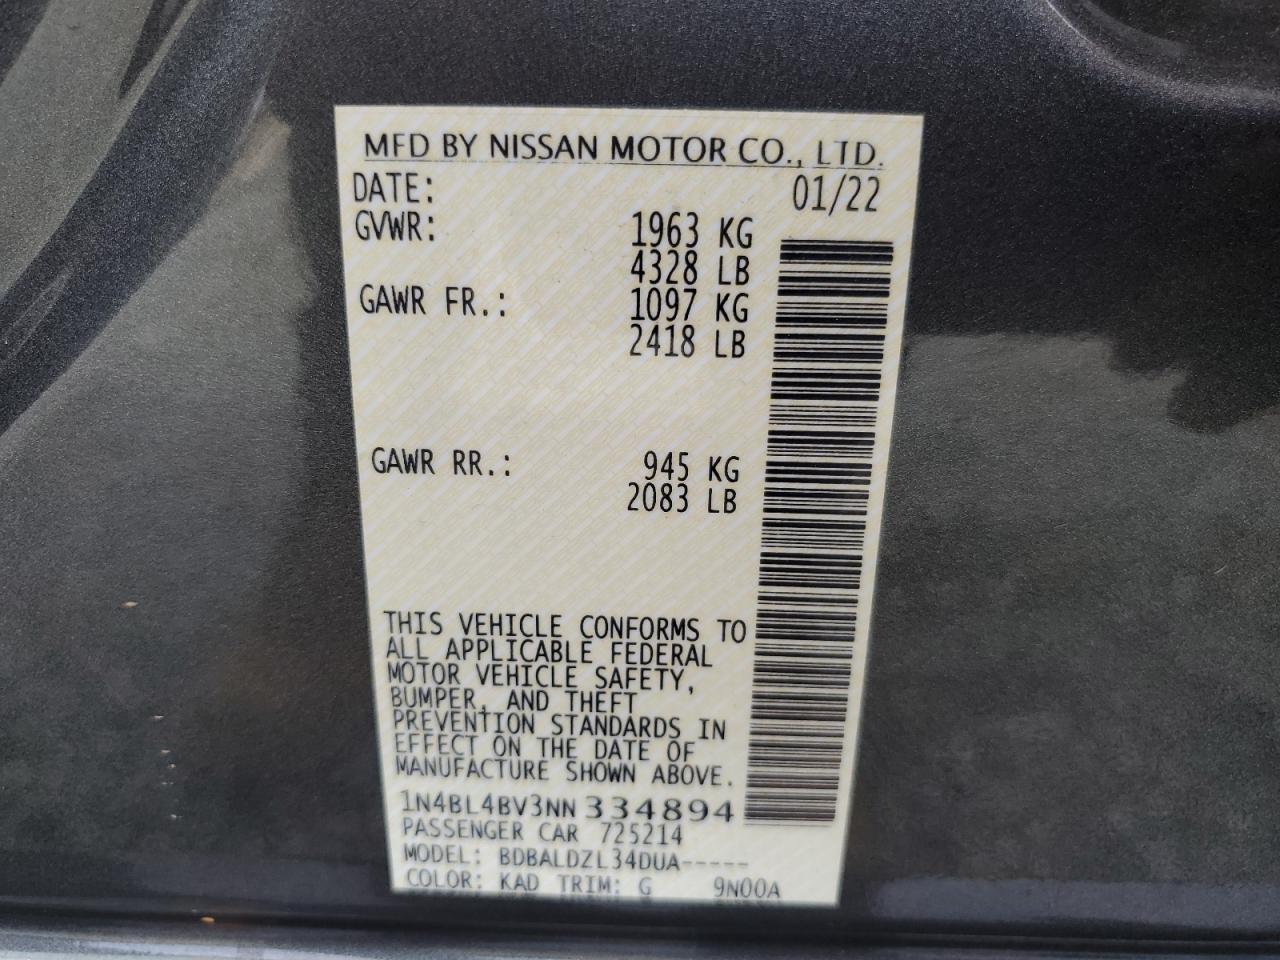 MFD BY NISSAN MOTOR CO., LTD.
DATE: 01/22
GVWR: 1963 KG
4328 LB
GAWR FR.: 1097 KG
2418 LB
GAWR RR.: 945 KG
2083 LB
THIS VEHICLE CONFORMS TO
ALL APPLICABLE FEDERAL
MOTOR VEHICLE SAFETY,
BUMPER, AND THEFT
PREVENTION STANDARDS IN
EFFECT ON THE DATE OF
MANUFACTURE SHOWN ABOVE.
1N4BL4BV3NN 334894
PASSENGER CAR 725214
MODEL: BDBALDZL34DUA-----
COLOR: KAD TRIM: G 9N00A